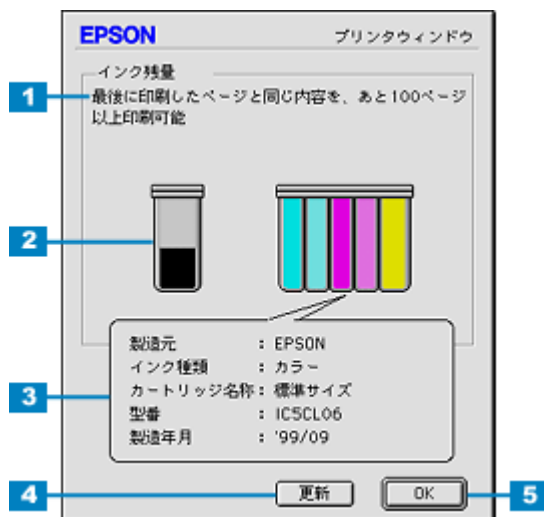 EPSON プリンタウィンドウ
インク残量
1
最後に印刷したページと同じ内容を、あと100ページ
以上印刷可能
2
3
製造元 : EPSON
インク種類 : カラー
カートリッジ名称 : 標準サイズ
型番 : IC5CL06
製造年月 : '99/09
4
更新
OK
5